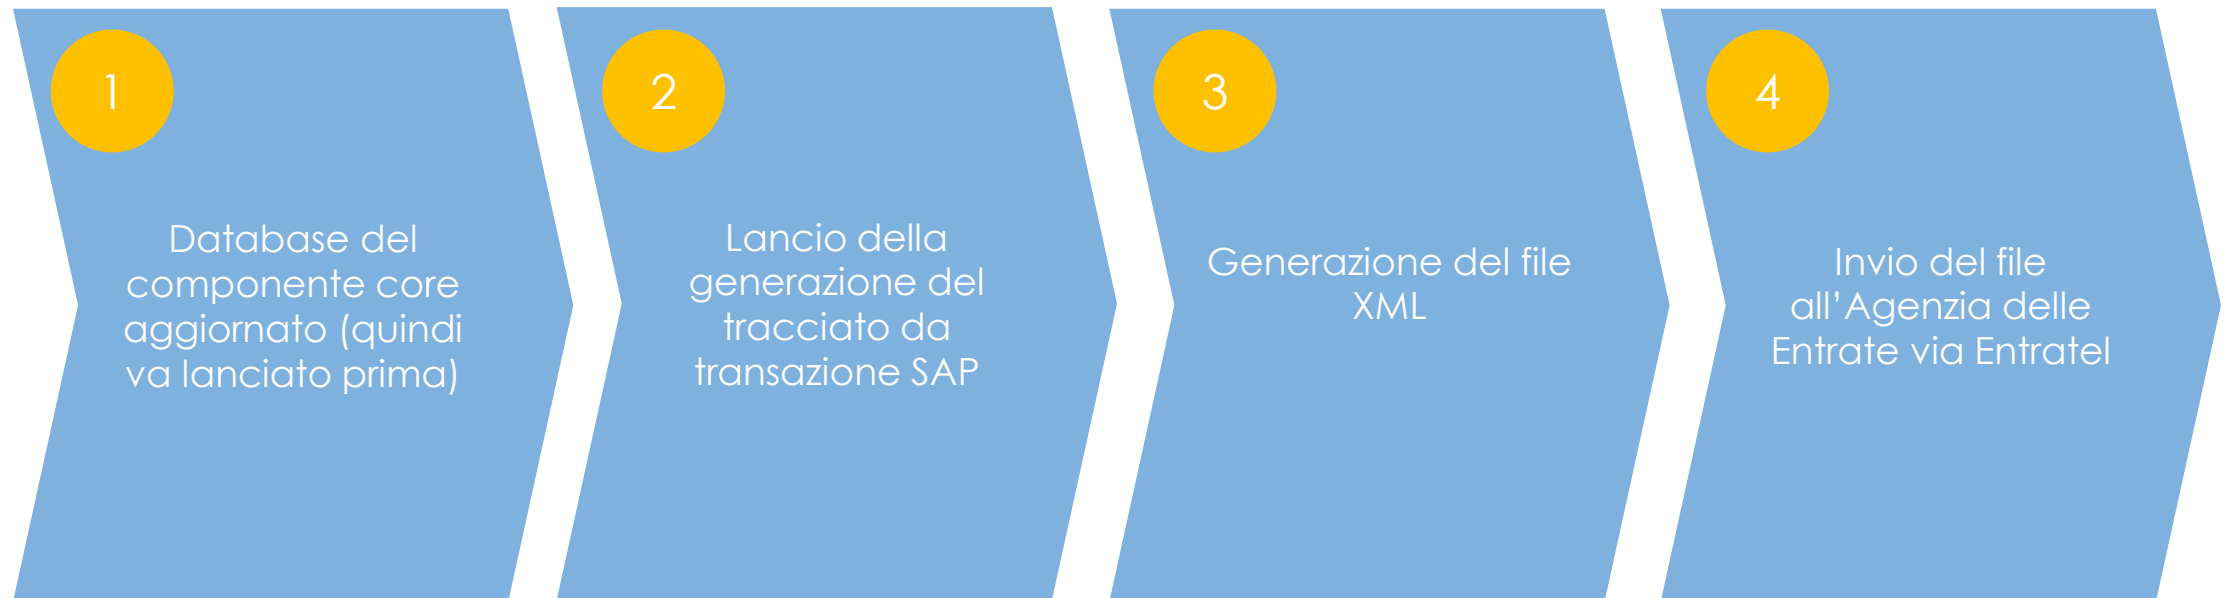 1
Database del
componente core
aggiornato (quindi
va lanciato prima)
2
Lancio della
generazione del
tracciato da
transazione SAP
3
Generazione del file
XML
4
Invio del file
all’Agenzia delle
Entrate via Entratel